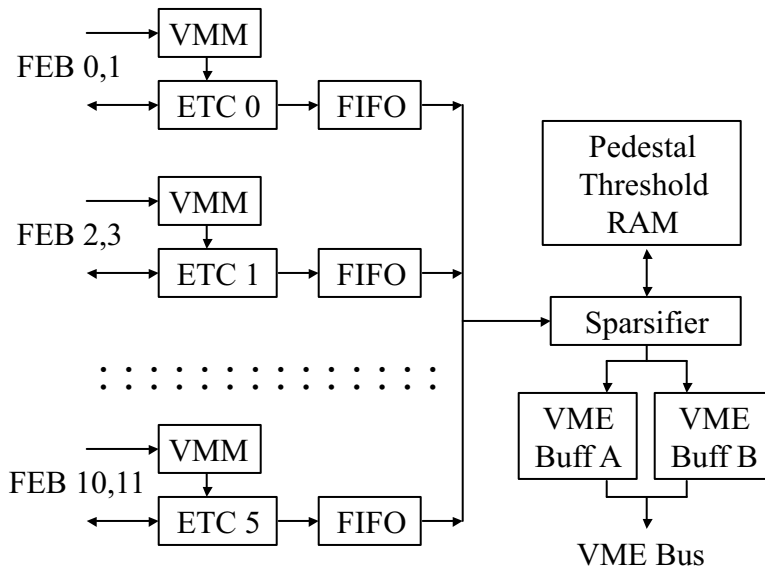 VMM
FEB 0,1
ETC 0
FIFO
VMM
FEB 2,3
ETC 1
FIFO
VMM
FEB 10,11
ETC 5
FIFO
Pedestal
Threshold
RAM
Sparsifier
VME
Buff A
VME
Buff B
VME Bus